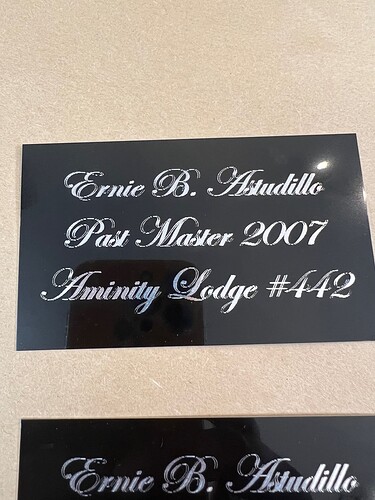 Ernie B. Astudillo
Past Master 2007
Aminity Lodge #442
Ernie B. Astudillo